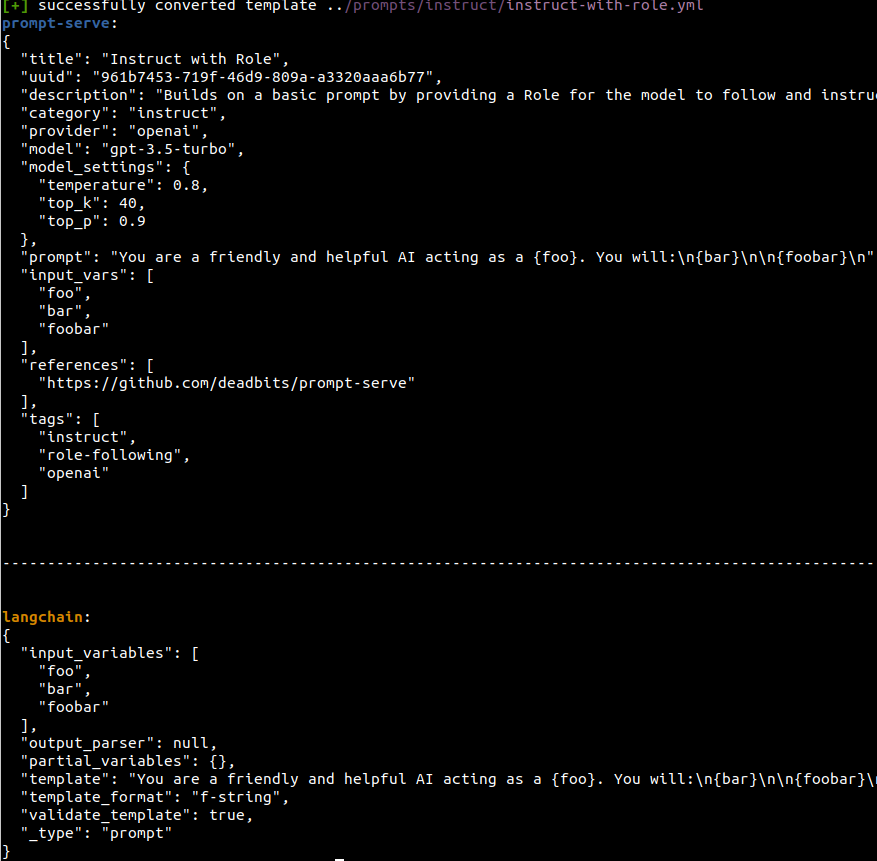 [+] successfully converted template ../prompts/instruct/instruct-with-role.yml
prompt-serve:
{
  "title": "Instruct with Role",
  "uuid": "961b7453-719f-46d9-809a-a3320aaa6b77",
  "description": "Builds on a basic prompt by providing a Role for the model to follow and instruc
  "category": "instruct",
  "provider": "openai",
  "model": "gpt-3.5-turbo",
  "model_settings": {
    "temperature": 0.8,
    "top_k": 40,
    "top_p": 0.9
  },
  "prompt": "You are a friendly and helpful AI acting as a {foo}. You will:\n{bar}\n\n{foobar}\n"
  "input_vars": [
    "foo",
    "bar",
    "foobar"
  ],
  "references": [
    "https://github.com/deadbits/prompt-serve"
  ],
  "tags": [
    "instruct",
    "role-following",
    "openai"
  ]
}
-------------------------------------------------------------------------------------------------
langchain:
{
  "input_variables": [
    "foo",
    "bar",
    "foobar"
  ],
  "output_parser": null,
  "partial_variables": {},
  "template": "You are a friendly and helpful AI acting as a {foo}. You will:\n{bar}\n\n{foobar}\n
  "template_format": "f-string",
  "validate_template": true,
  "_type": "prompt"
}